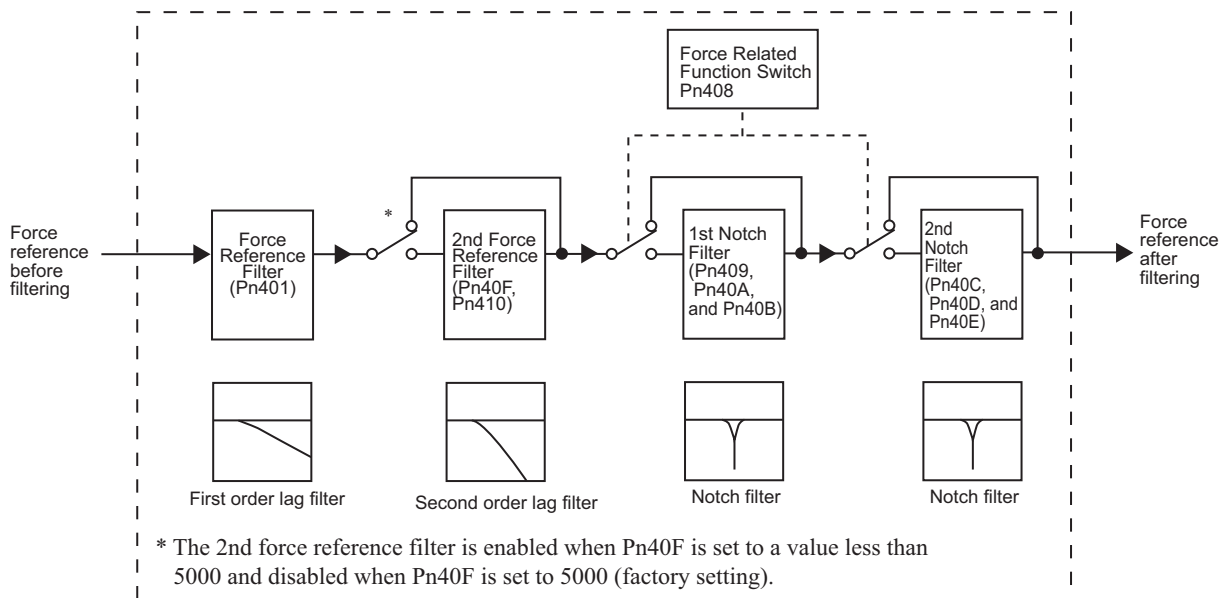 Force Related
Function Switch
Pn408
Force
reference
before
filtering
Force
Reference
Filter
(Pn401)
*
2nd Force
Reference
Filter
(Pn40F,
Pn410)
1st Notch
Filter
(Pn409,
Pn40A,
and Pn40B)
2nd
Notch
Filter
(Pn40C,
Pn40D, and
Pn40E)
Force
reference
after
filtering
First order lag filter
Second order lag filter
Notch filter
Notch filter
* The 2nd force reference filter is enabled when Pn40F is set to a value less than
5000 and disabled when Pn40F is set to 5000 (factory setting).